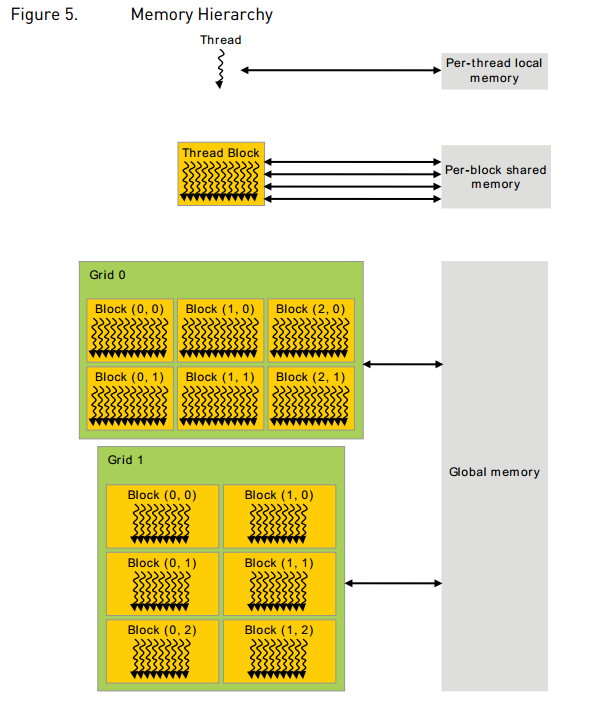 Figure 5. Memory Hierarchy
Thread
Per-thread local
memory
Thread Block
Per-block shared
memory
Grid 0
Block (0, 0) Block (1, 0) Block (2, 0)
Block (0, 1) Block (1, 1) Block (2, 1)
Grid 1
Block (0, 0) Block (1, 0)
Block (0, 1) Block (1, 1)
Block (0, 2) Block (1, 2)
Global memory